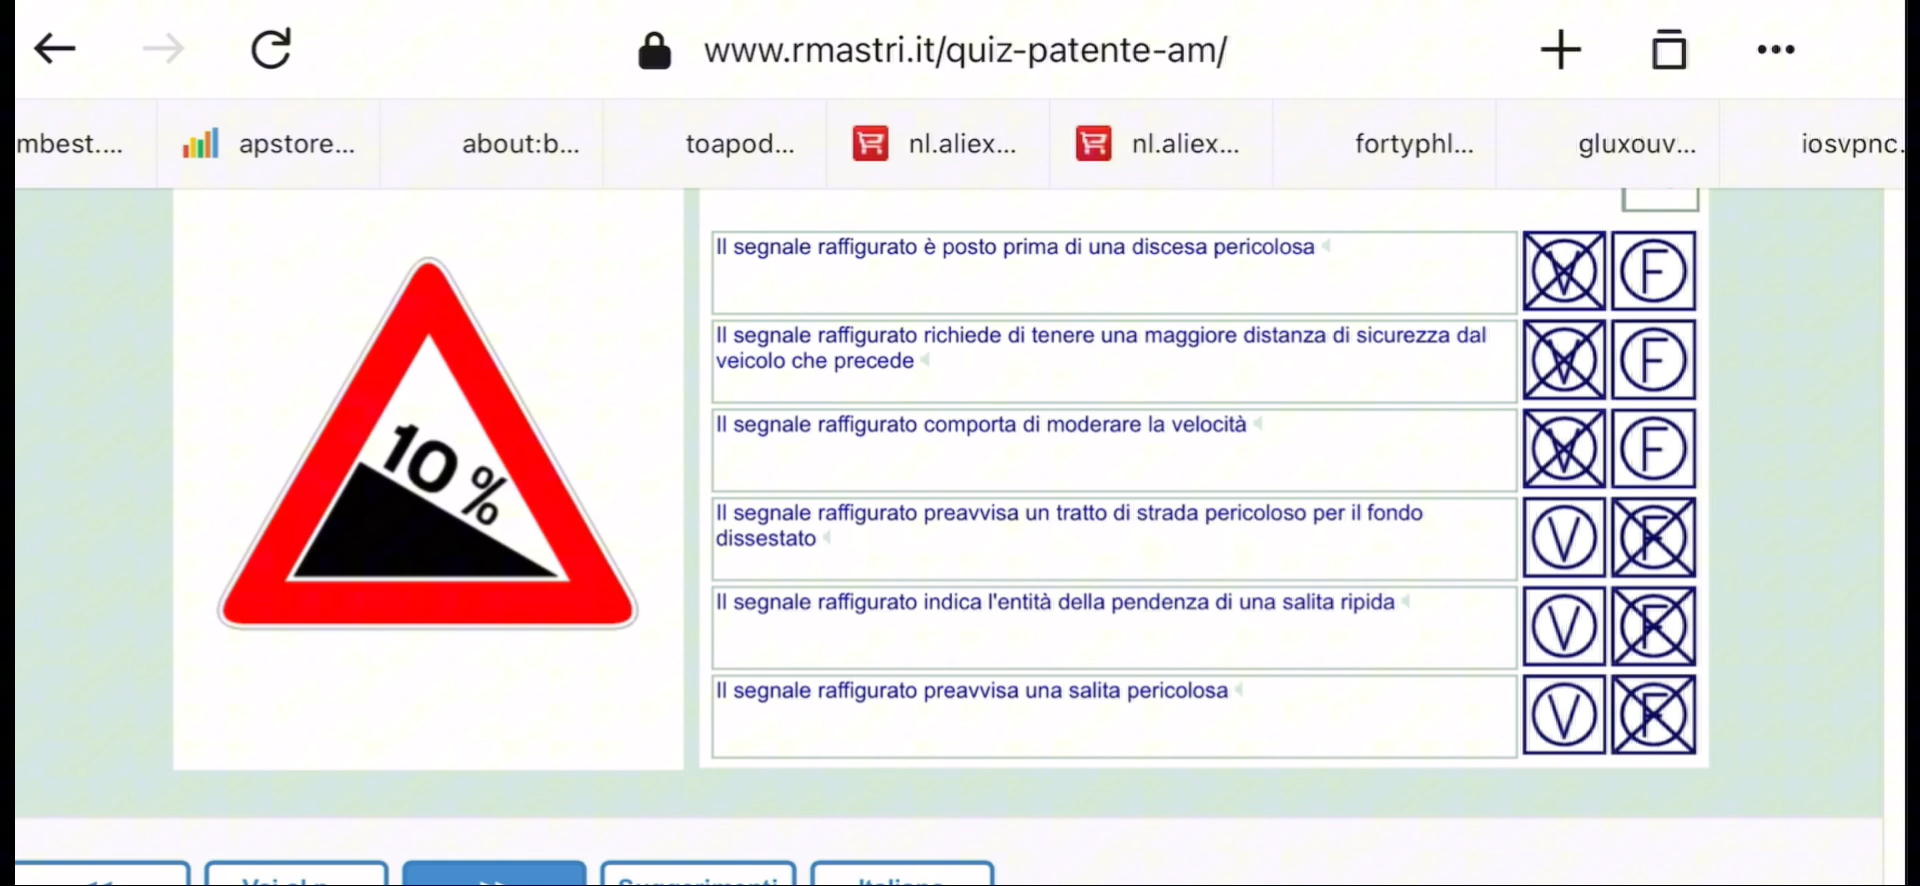 www.rmastri.it/quiz-patente-am/
mbest.... apstore... about:b... toapod... nl.aliex... nl.aliex... fortyphl... gluxouv... iosvpnc.
10 %
Il segnale raffigurato è posto prima di una discesa pericolosa V F
Il segnale raffigurato richiede di tenere una maggiore distanza di sicurezza dal
veicolo che precede V F
Il segnale raffigurato comporta di moderare la velocità V F
Il segnale raffigurato preavvisa un tratto di strada pericoloso per il fondo
dissestato V F
Il segnale raffigurato indica l'entità della pendenza di una salita ripida V F
Il segnale raffigurato preavvisa una salita pericolosa V F
<< >> Suggerimenti Italiano